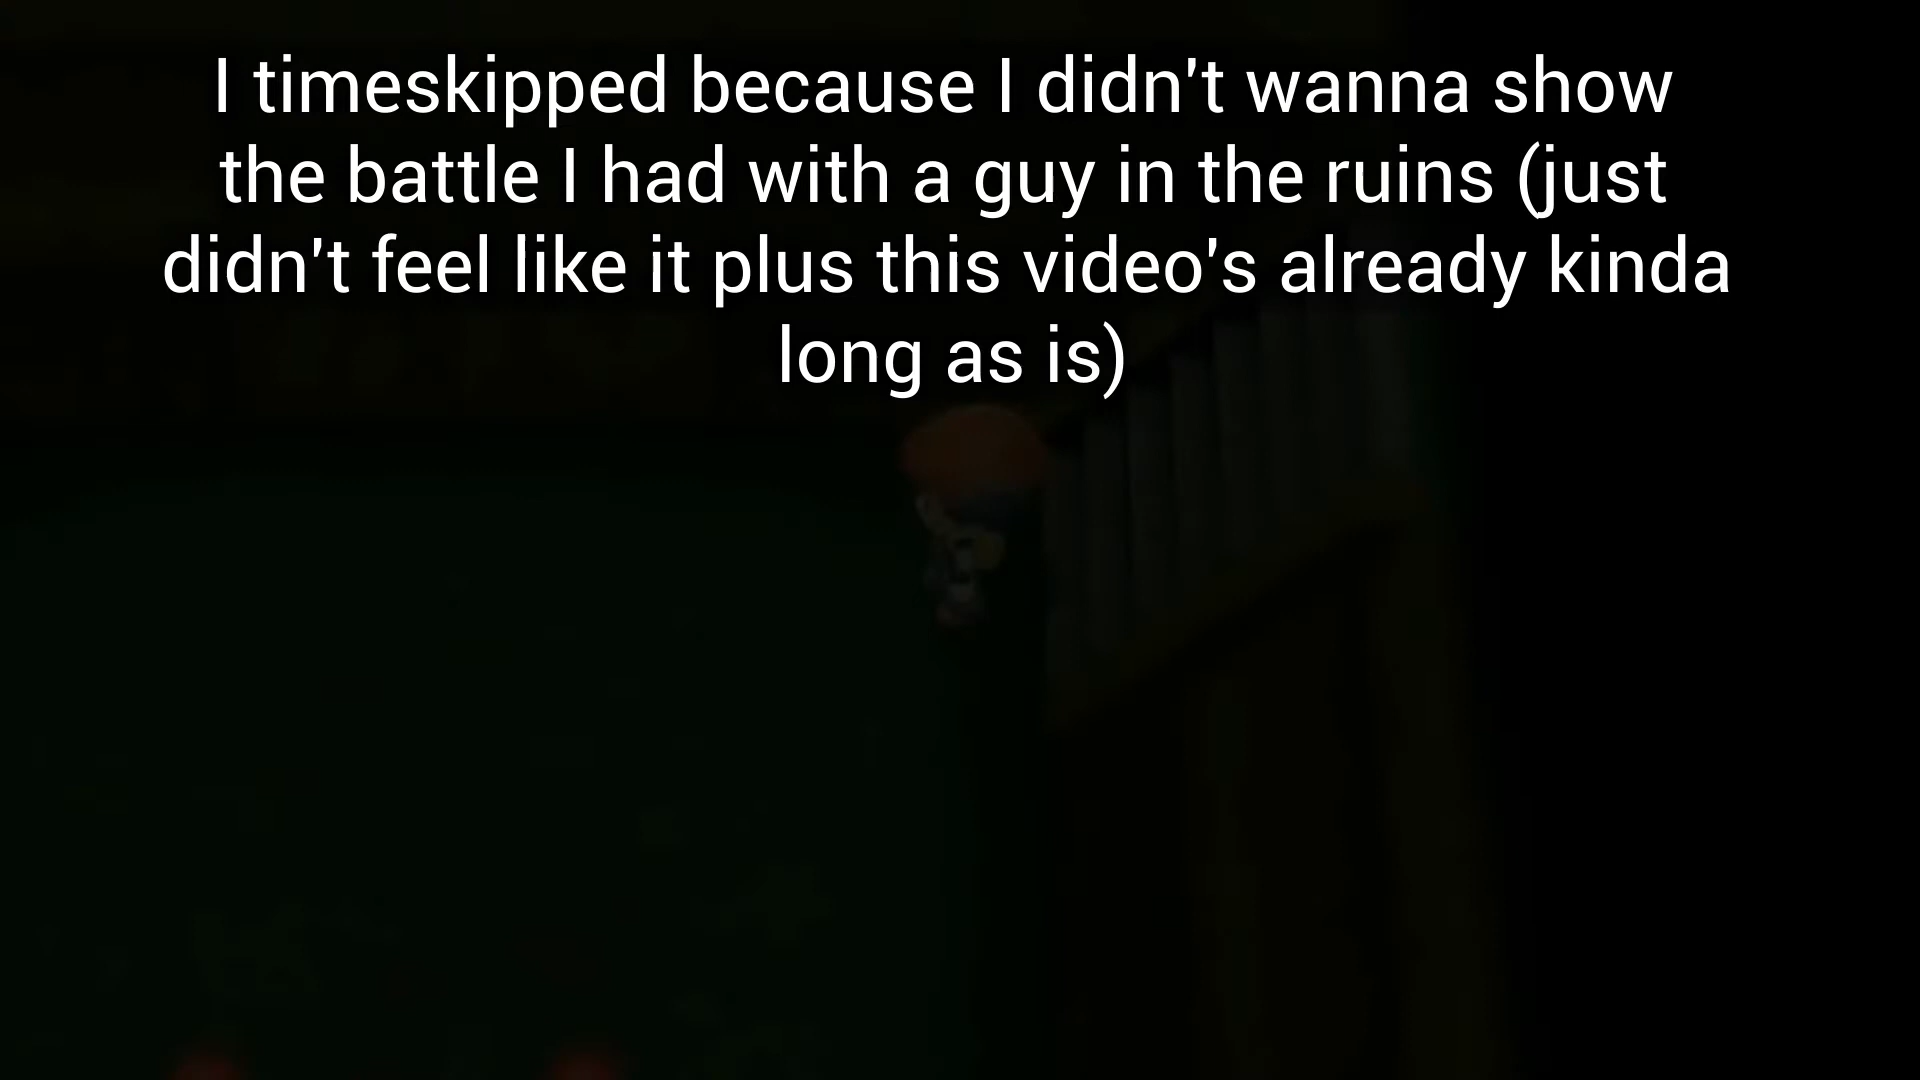 I timeskipped because I didn't wanna show
the battle I had with a guy in the ruins (just
didn't feel like it plus this video's already kinda
long as is)